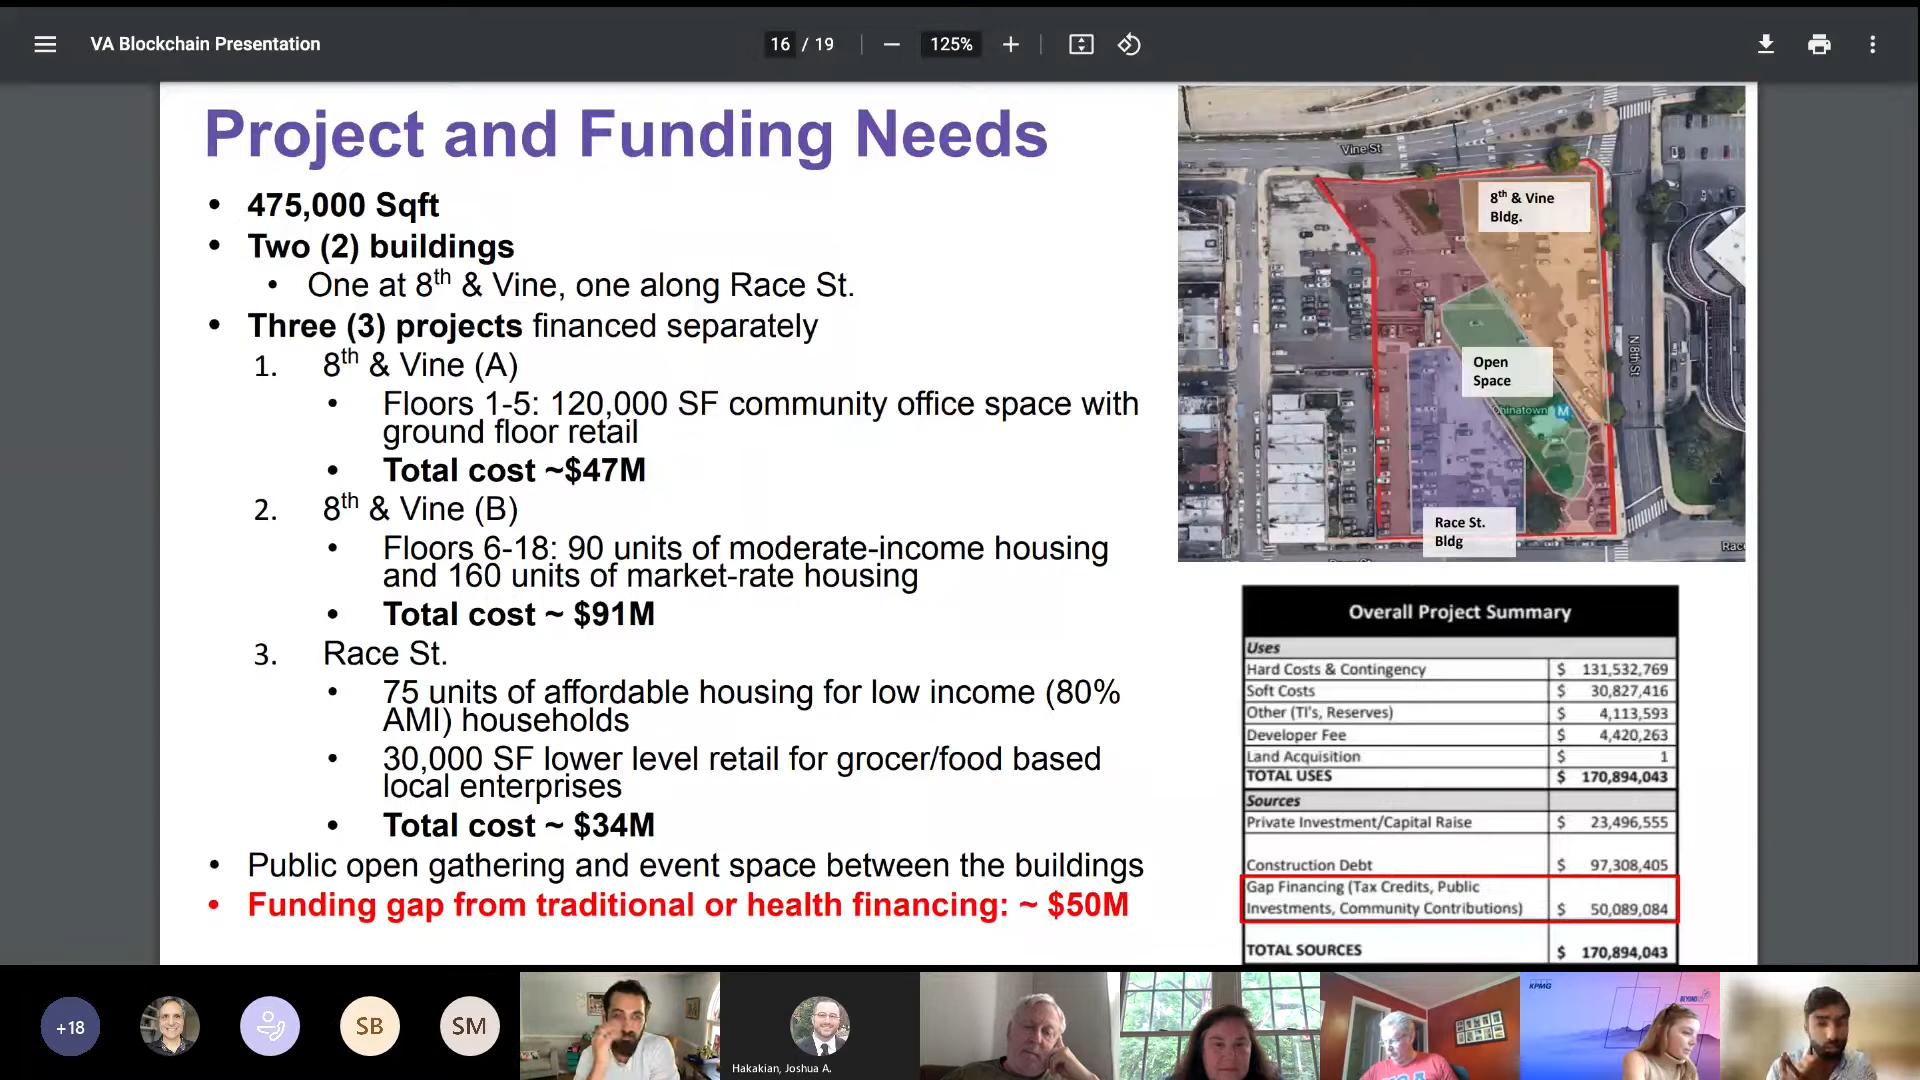 VA Blockchain Presentation
16 / 19
125%
Project and Funding Needs
• 475,000 Sqft
• Two (2) buildings
• One at 8th & Vine, one along Race St.
• Three (3) projects financed separately
1. 8th & Vine (A)
• Floors 1-5: 120,000 SF community office space with
ground floor retail
• Total cost ~$47M
2. 8th & Vine (B)
• Floors 6-18: 90 units of moderate-income housing
and 160 units of market-rate housing
• Total cost ~ $91M
3. Race St.
• 75 units of affordable housing for low income (80%
AMI) households
• 30,000 SF lower level retail for grocer/food based
local enterprises
• Total cost ~ $34M
• Public open gathering and event space between the buildings
• Funding gap from traditional or health financing: ~ $50M
Vine St
8th & Vine
Bldg.
N 8th St
Open
Space
Chinatown M
Race St.
Bldg
Rac
Overall Project Summary
Uses
Hard Costs & Contingency $ 131,532,769
Soft Costs $ 30,827,416
Other (TI's, Reserves) $ 4,113,593
Developer Fee $ 4,420,263
Land Acquisition $ 1
TOTAL USES $ 170,894,043
Sources
Private Investment/Capital Raise $ 23,496,555
Construction Debt $ 97,308,405
Gap Financing (Tax Credits, Public
Investments, Community Contributions) $ 50,089,084
TOTAL SOURCES $ 170,894,043
+18
SB
SM
Hakakian, Joshua A.
KPMG